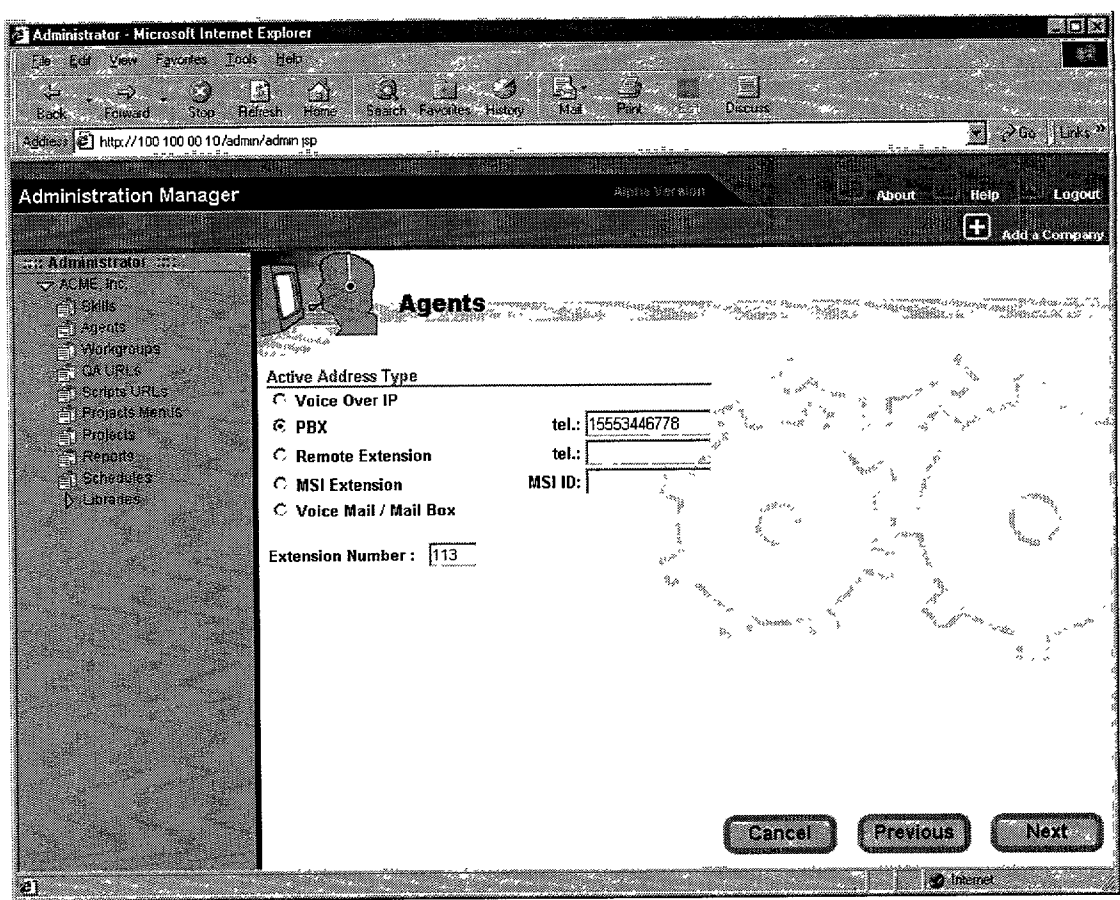 Administrator - Microsoft Internet Explorer
File Edit View Favorites Tools Help
Back Forward Stop Refresh Home Search Favorites History Mail Print Edit Discuss
Address http://100 100 00 10/admin/admin jsp Go Links »
Administration Manager Alpha Version About Help Logout
Add a Company
:::: Administrator ::::
ACME, Inc.
Skills
Agents
Workgroups
QA URLs
Scripts URLs
Projects Menus
Projects
Reports
Schedules
Libraries
Agents
Active Address Type
Voice Over IP
PBX tel.: 15553446778
Remote Extension tel.:
MSI Extension MSI ID:
Voice Mail / Mail Box
Extension Number : 113
Cancel Previous Next
Internet